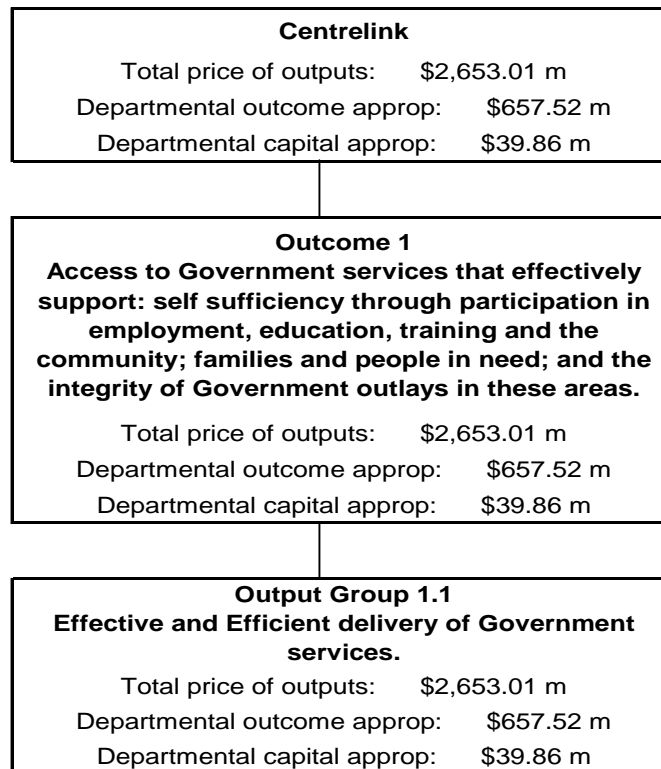 Centrelink
Total price of outputs: $2,653.01 m
Departmental outcome approp: $657.52 m
Departmental capital approp: $39.86 m
Outcome 1
Access to Government services that effectively
support: self sufficiency through participation in
employment, education, training and the
community; families and people in need; and the
integrity of Government outlays in these areas.
Total price of outputs: $2,653.01 m
Departmental outcome approp: $657.52 m
Departmental capital approp: $39.86 m
Output Group 1.1
Effective and Efficient delivery of Government
services.
Total price of outputs: $2,653.01 m
Departmental outcome approp: $657.52 m
Departmental capital approp: $39.86 m